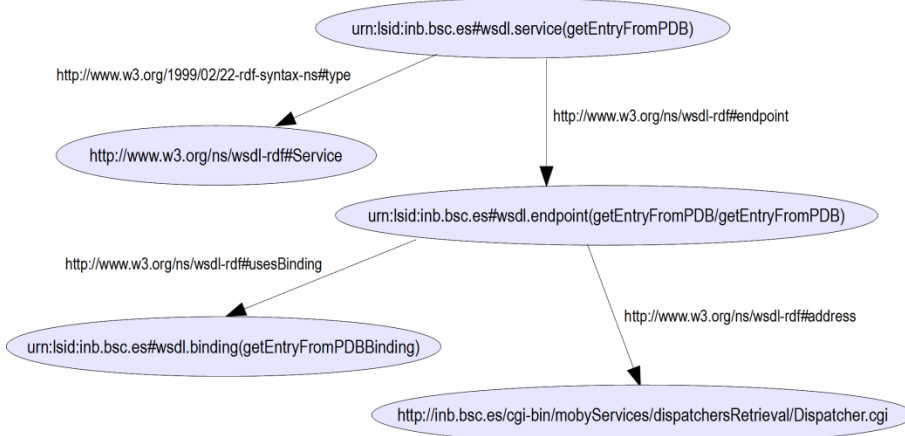 urn:lsid:inb.bsc.es#wsdl.service(getEntryFromPDB)
http://www.w3.org/1999/02/22-rdf-syntax-ns#type
http://www.w3.org/ns/wsdl-rdf#endpoint
http://www.w3.org/ns/wsdl-rdf#Service
urn:lsid:inb.bsc.es#wsdl.endpoint(getEntryFromPDB/getEntryFromPDB)
http://www.w3.org/ns/wsdl-rdf#usesBinding
http://www.w3.org/ns/wsdl-rdf#address
urn:lsid:inb.bsc.es#wsdl.binding(getEntryFromPDBBinding)
http://inb.bsc.es/cgi-bin/mobyServices/dispatchersRetrieval/Dispatcher.cgi